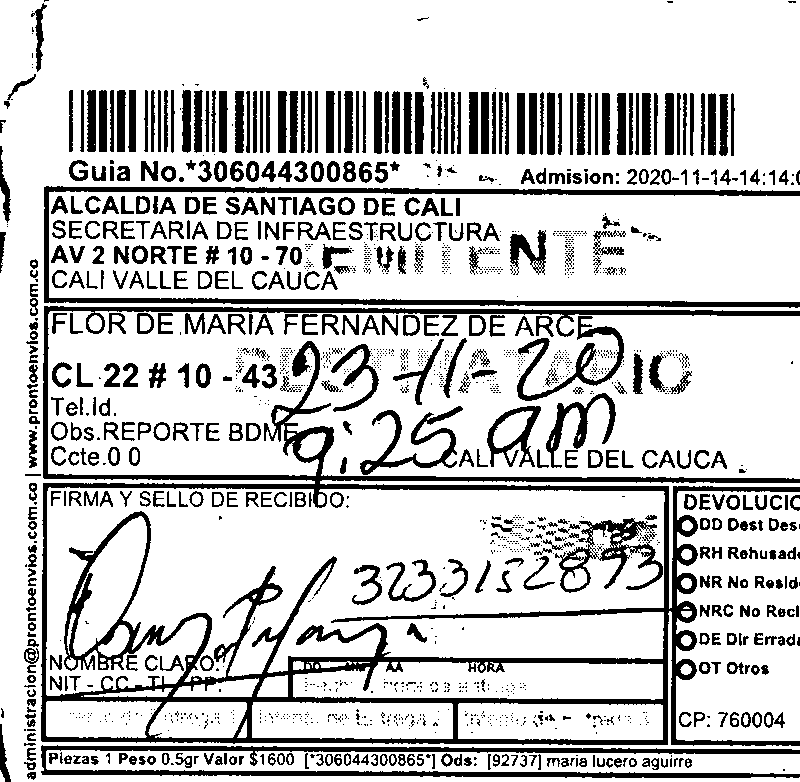 Guia No.*306044300865*
Admision: 2020-11-14-14:14:0
ALCALDIA DE SANTIAGO DE CALI
SECRETARIA DE INFRAESTRUCTURA
AV 2 NORTE # 10 - 70
CALI VALLE DEL CAUCA
REMITENTE
FLOR DE MARIA FERNANDEZ DE ARCE
DESTINATARIO
CL 22 # 10 - 43
23-11-20
Tel.Id.
Obs.REPORTE BDME
9:25 am
Ccte.0 0
CALI VALLE DEL CAUCA
www.prontoenvios.com.co
administracion@prontoenvios.com.co
FIRMA Y SELLO DE RECIBIDO:
3233152893
NOMBRE CLARO:
NIT - CC - TI - PP.
AA HORA
DEVOLUCIO
DD Dest Des
RH Rehusad
NR No Resid
NRC No Recl
DE Dir Errada
OT Otros
CP: 760004
Piezas 1 Peso 0.5gr Valor $1600 [*306044300865*] Ods: [92737] maria lucero aguirre